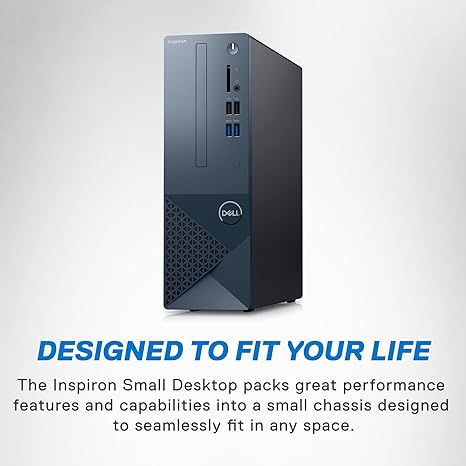 Inspiron
DELL
DESIGNED TO FIT YOUR LIFE
The Inspiron Small Desktop packs great performance
features and capabilities into a small chassis designed
to seamlessly fit in any space.